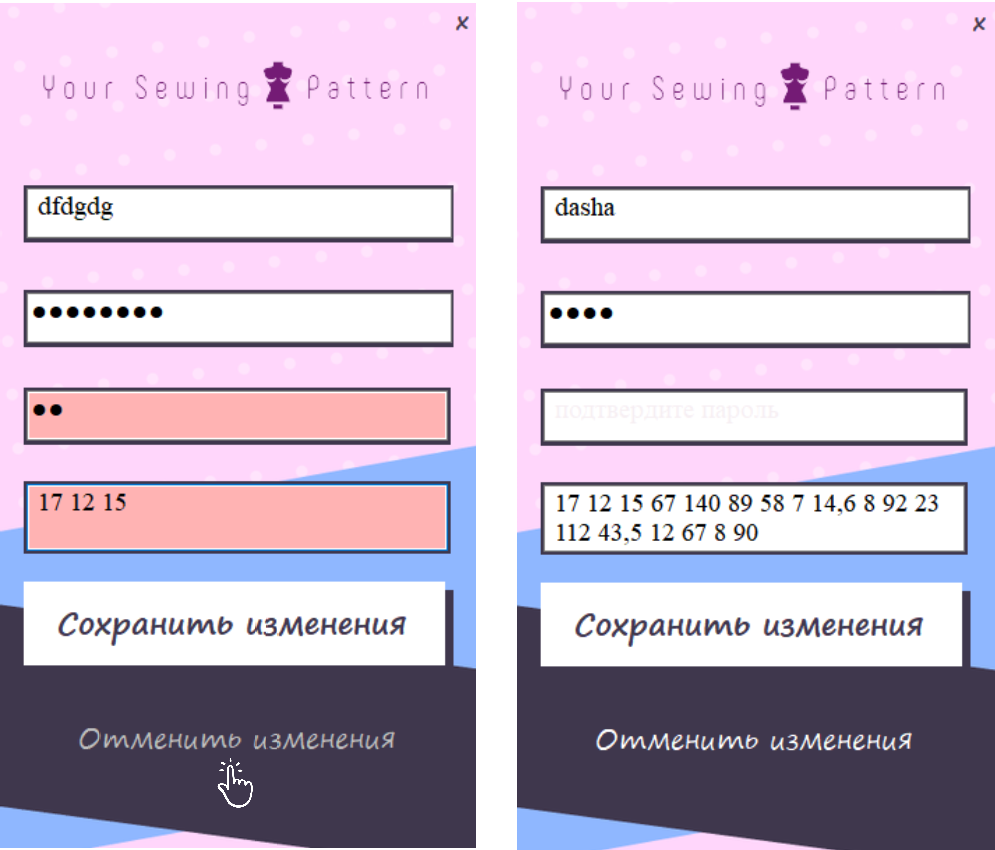 ×
Your Sewing Pattern
dfdgdg
●●●●●●●●
●●
17 12 15
Сохранить изменения
Отменить изменения
×
Your Sewing Pattern
dasha
●●●●
подтвердите пароль
17 12 15 67 140 89 58 7 14,6 8 92 23
112 43,5 12 67 8 90
Сохранить изменения
Отменить изменения